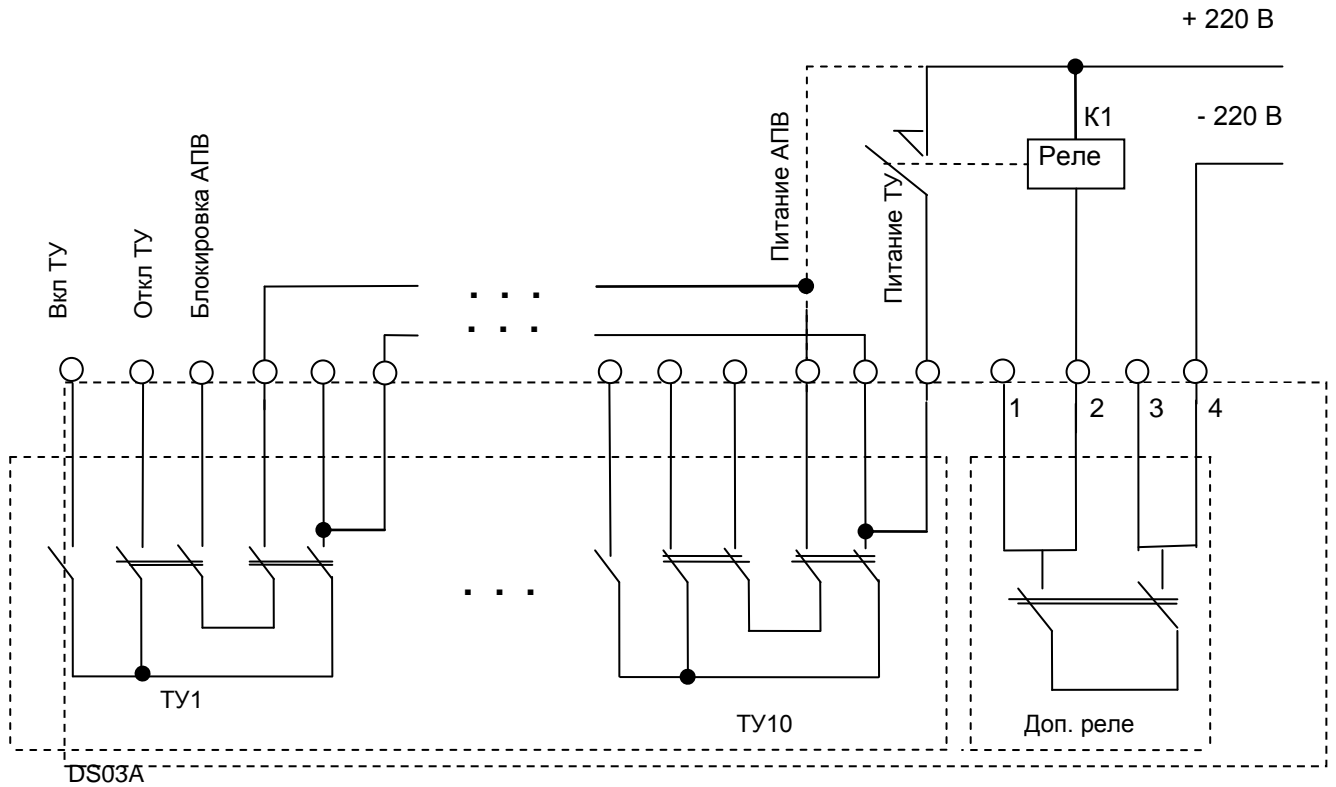 + 220 В
- 220 В
К1
Реле
Вкл ТУ
Откл ТУ
Блокировка АПВ
Питание АПВ
Питание ТУ
. . .
. . .
1
2
3
4
. . .
ТУ1
ТУ10
Доп. реле
DS03A